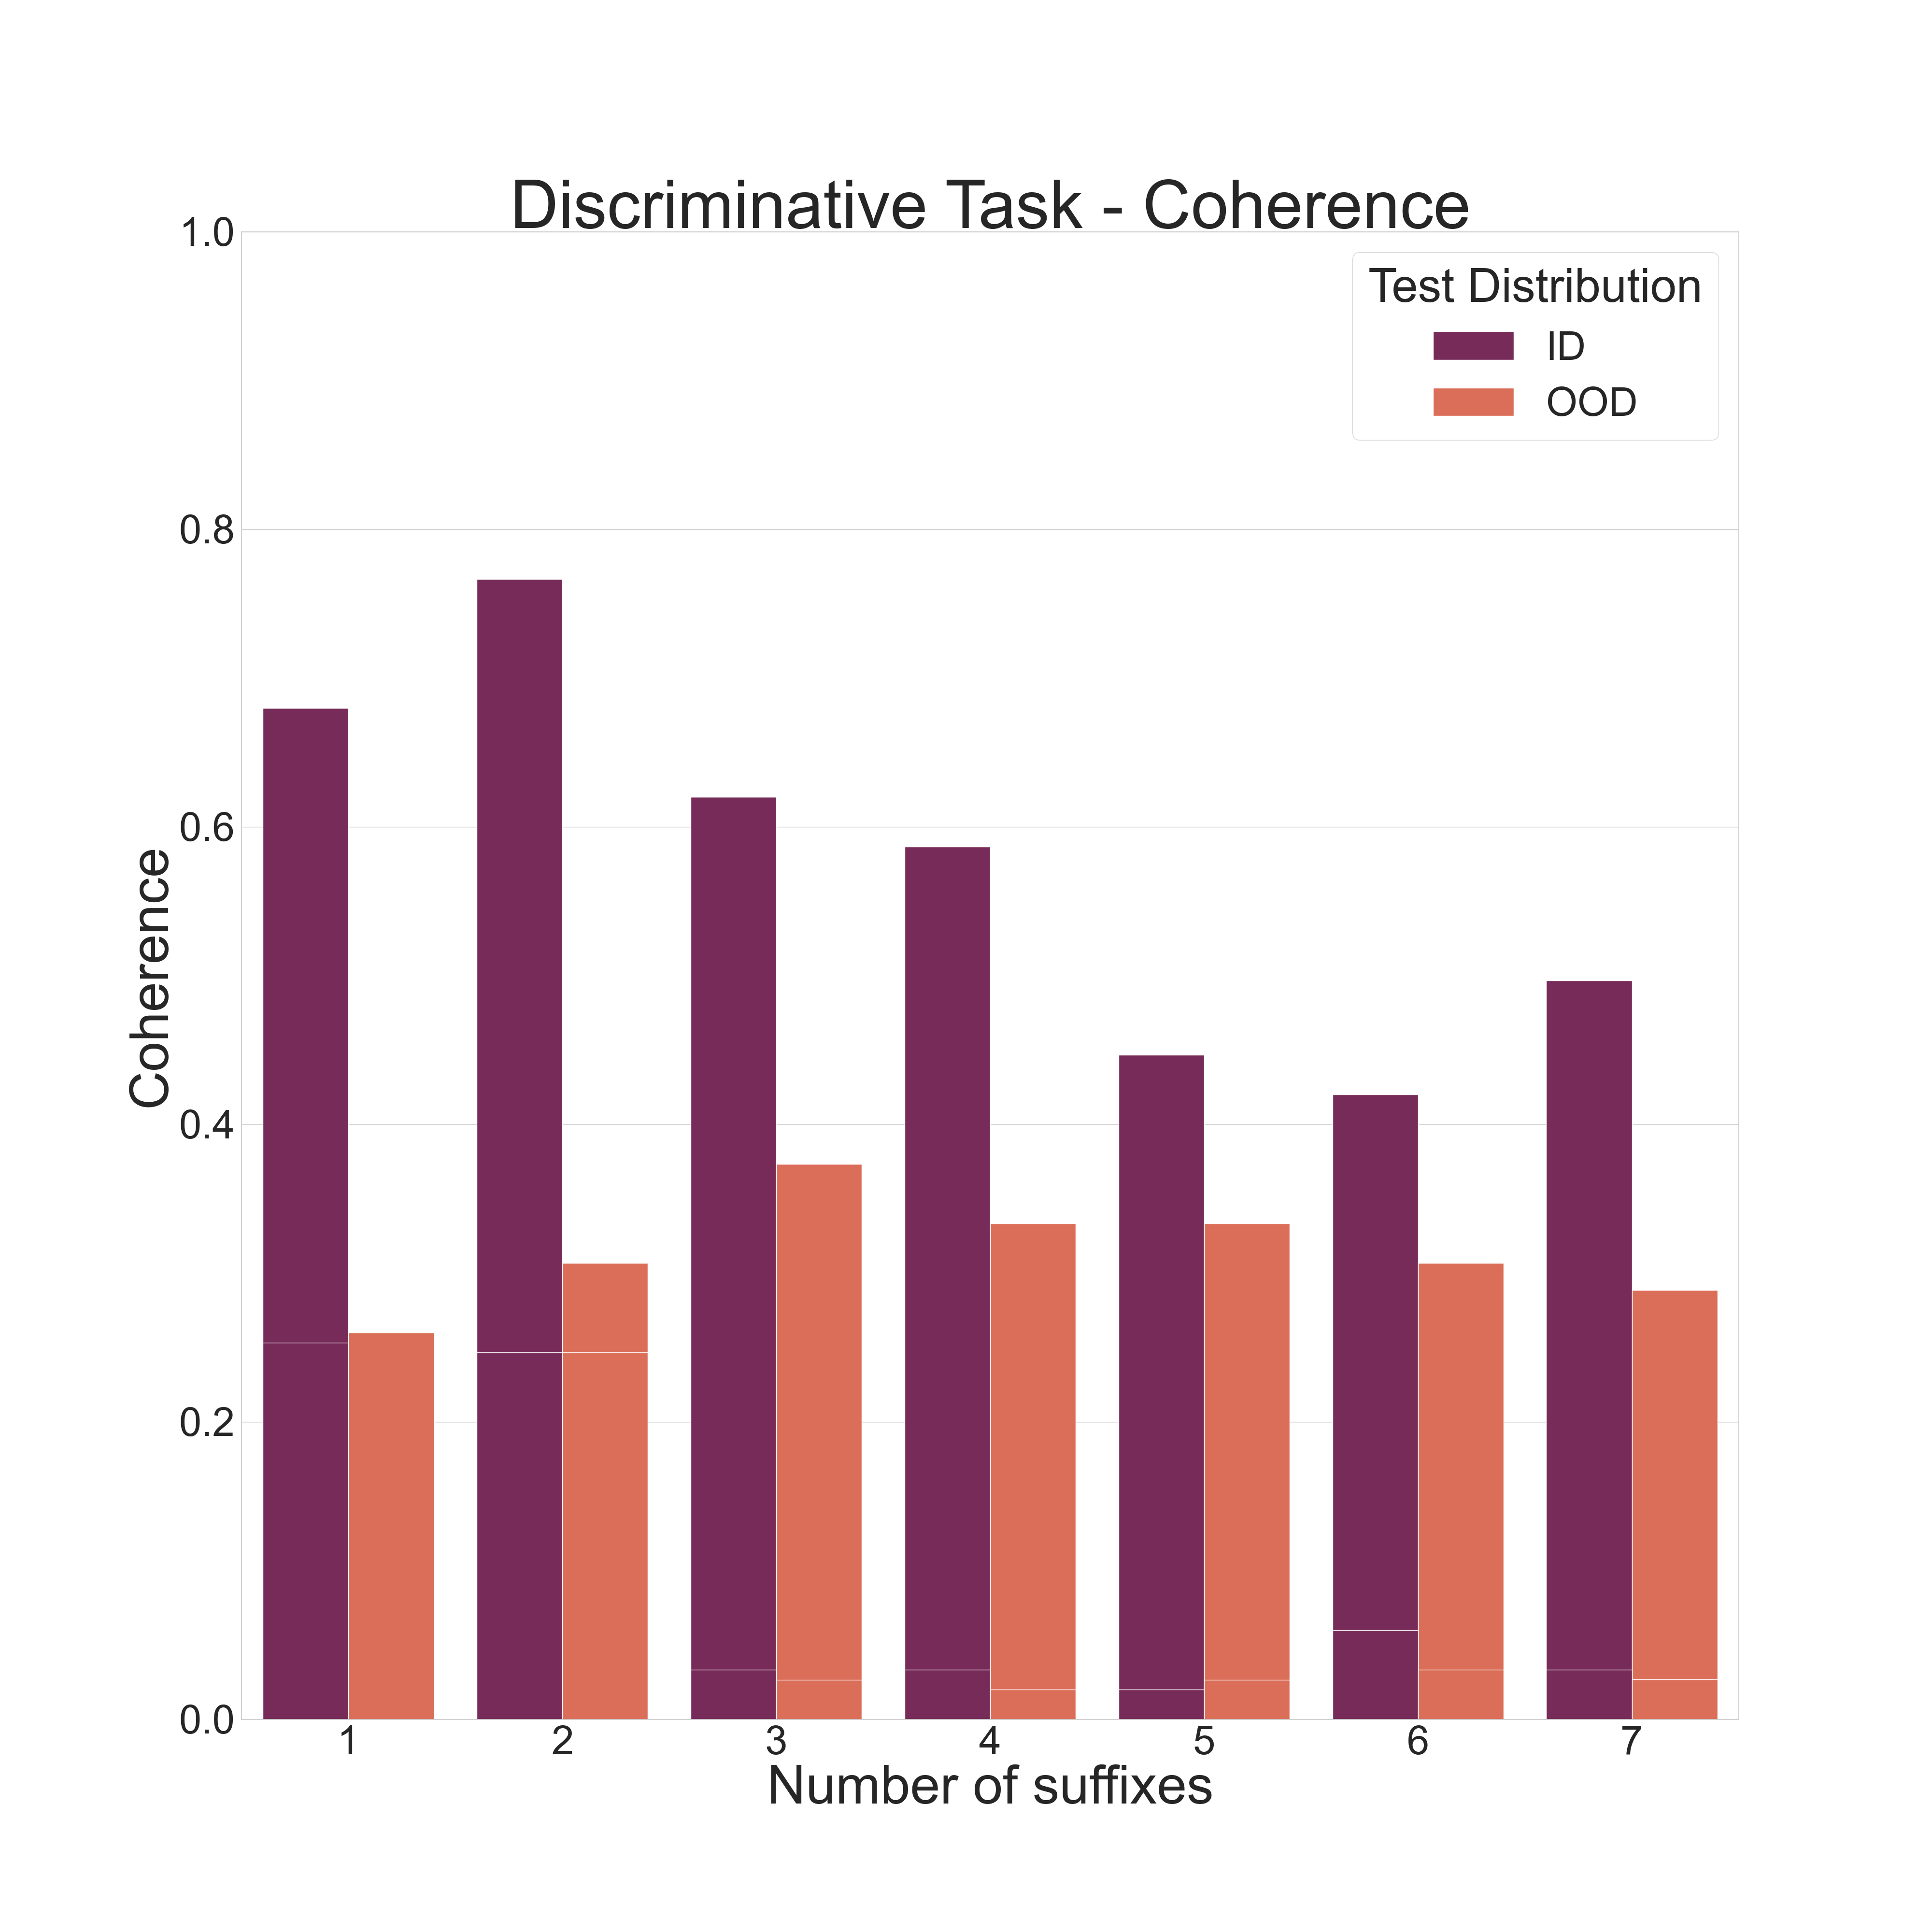 Discriminative Task - Coherence
Test Distribution
ID
OOD
1.0
0.8
0.6
0.4
0.2
0.0
Coherence
1 2 3 4 5 6 7
Number of suffixes